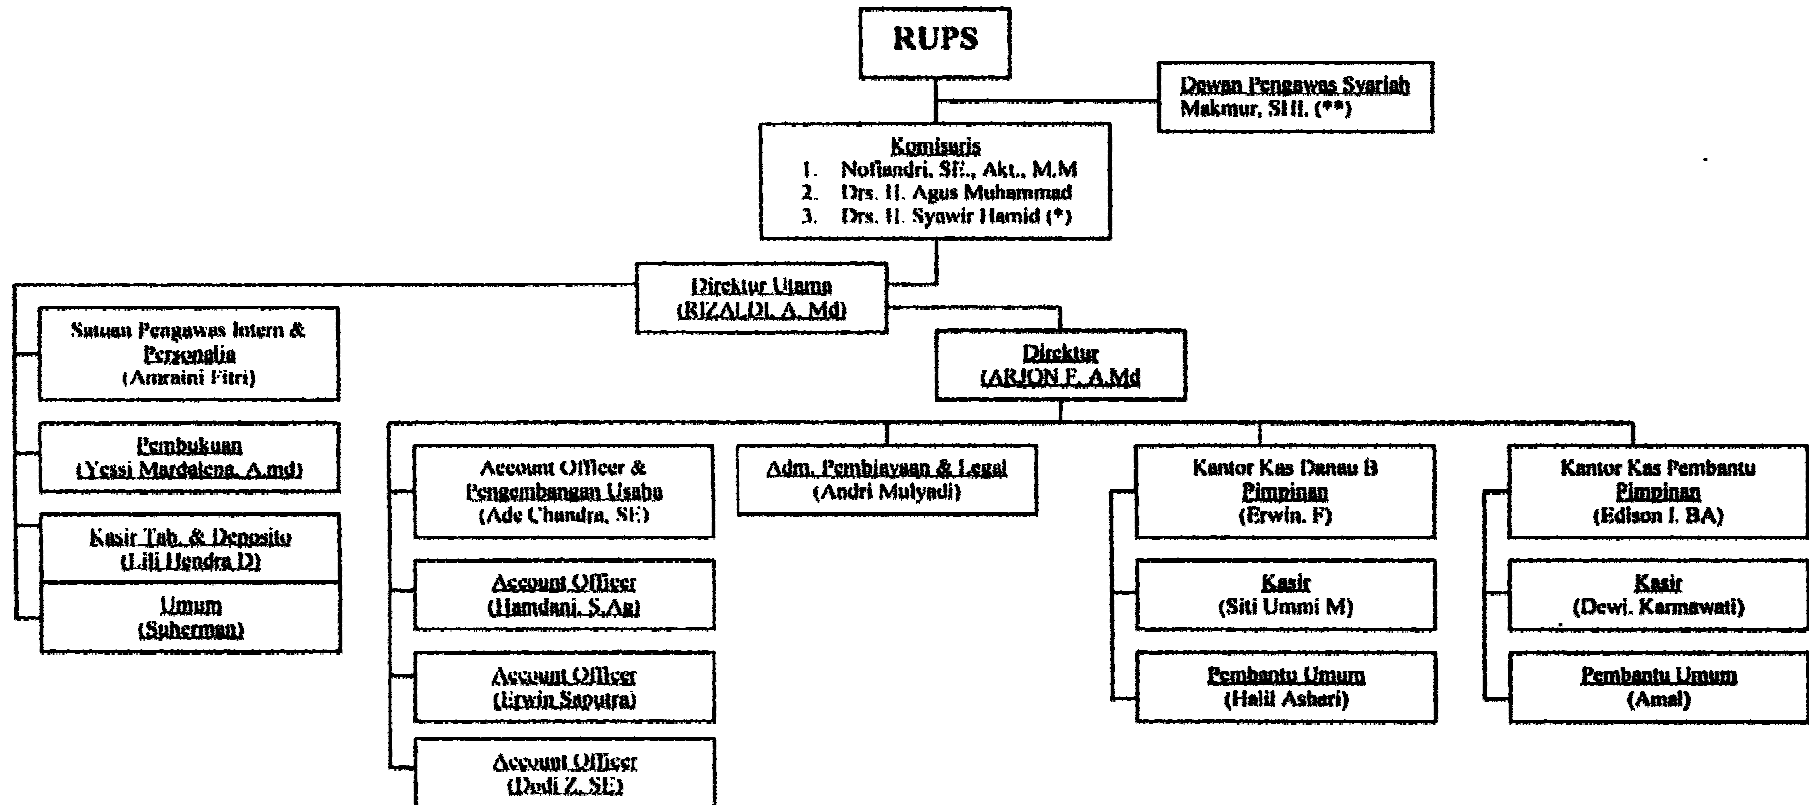 RUPS
Dewan Pengawas Syariah
Makmur, SHI. (**)
Komisaris
1. Nofiandri, SE., Akt., M.M
2. Drs. H. Agus Muhammad
3. Drs. H. Syawir Hamid (*)
Direktur Utama
(RIZALDI, A. Md)
Direktur
(ARJON F, A.Md
Satuan Pengawas Intern &
Personalia
(Amraini Fitri)
Pembukuan
(Yessi Mardalena, A.md)
Kasir Tab. & Deposito
(Lili Hendra D)
Umum
(Suherman)
Account Officer &
Pengembangan Usaha
(Ade Chandra, SE)
Account Officer
(Hamdani, S.Ag)
Account Officer
(Erwin Saputra)
Account Officer
(Dodi Z, SE)
Adm. Pembiayaan & Legal
(Andri Mulyadi)
Kantor Kas Danau B
Pimpinan
(Erwin. F)
Kasir
(Siti Ummi M)
Pembantu Umum
(Halil Ashari)
Kantor Kas Pembantu
Pimpinan
(Edison I. BA)
Kasir
(Dewi. Karmawati)
Pembantu Umum
(Amal)